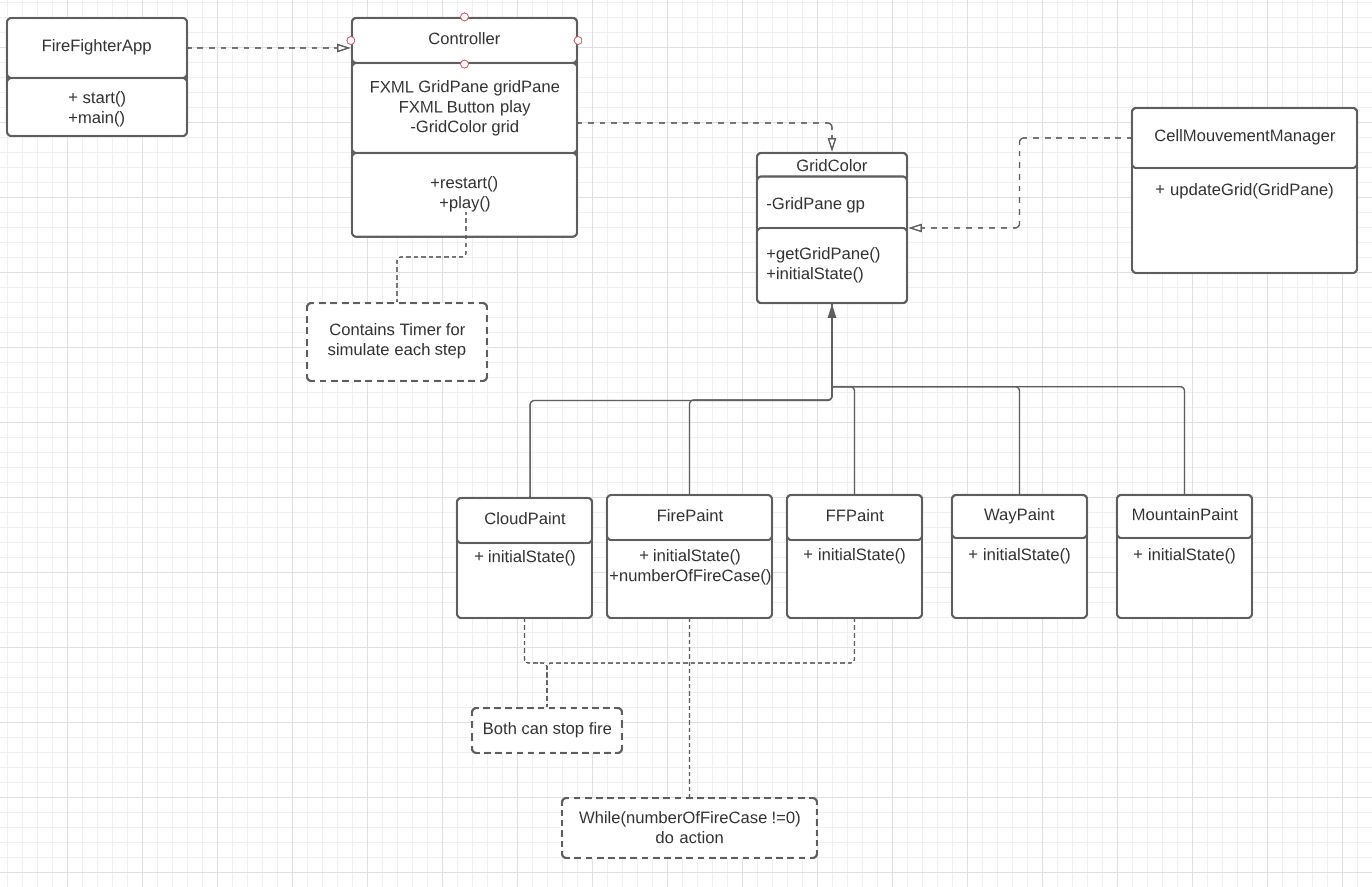 FireFighterApp
+ start()
+main()
Controller
FXML GridPane gridPane
FXML Button play
-GridColor grid
+restart()
+play()
Contains Timer for
simulate each step
GridColor
-GridPane gp
+getGridPane()
+initialState()
CellMouvementManager
+ updateGrid(GridPane)
CloudPaint
+ initialState()
FirePaint
+ initialState()
+numberOfFireCase()
FFPaint
+ initialState()
WayPaint
+ initialState()
MountainPaint
+ initialState()
Both can stop fire
While(numberOfFireCase !=0)
do action